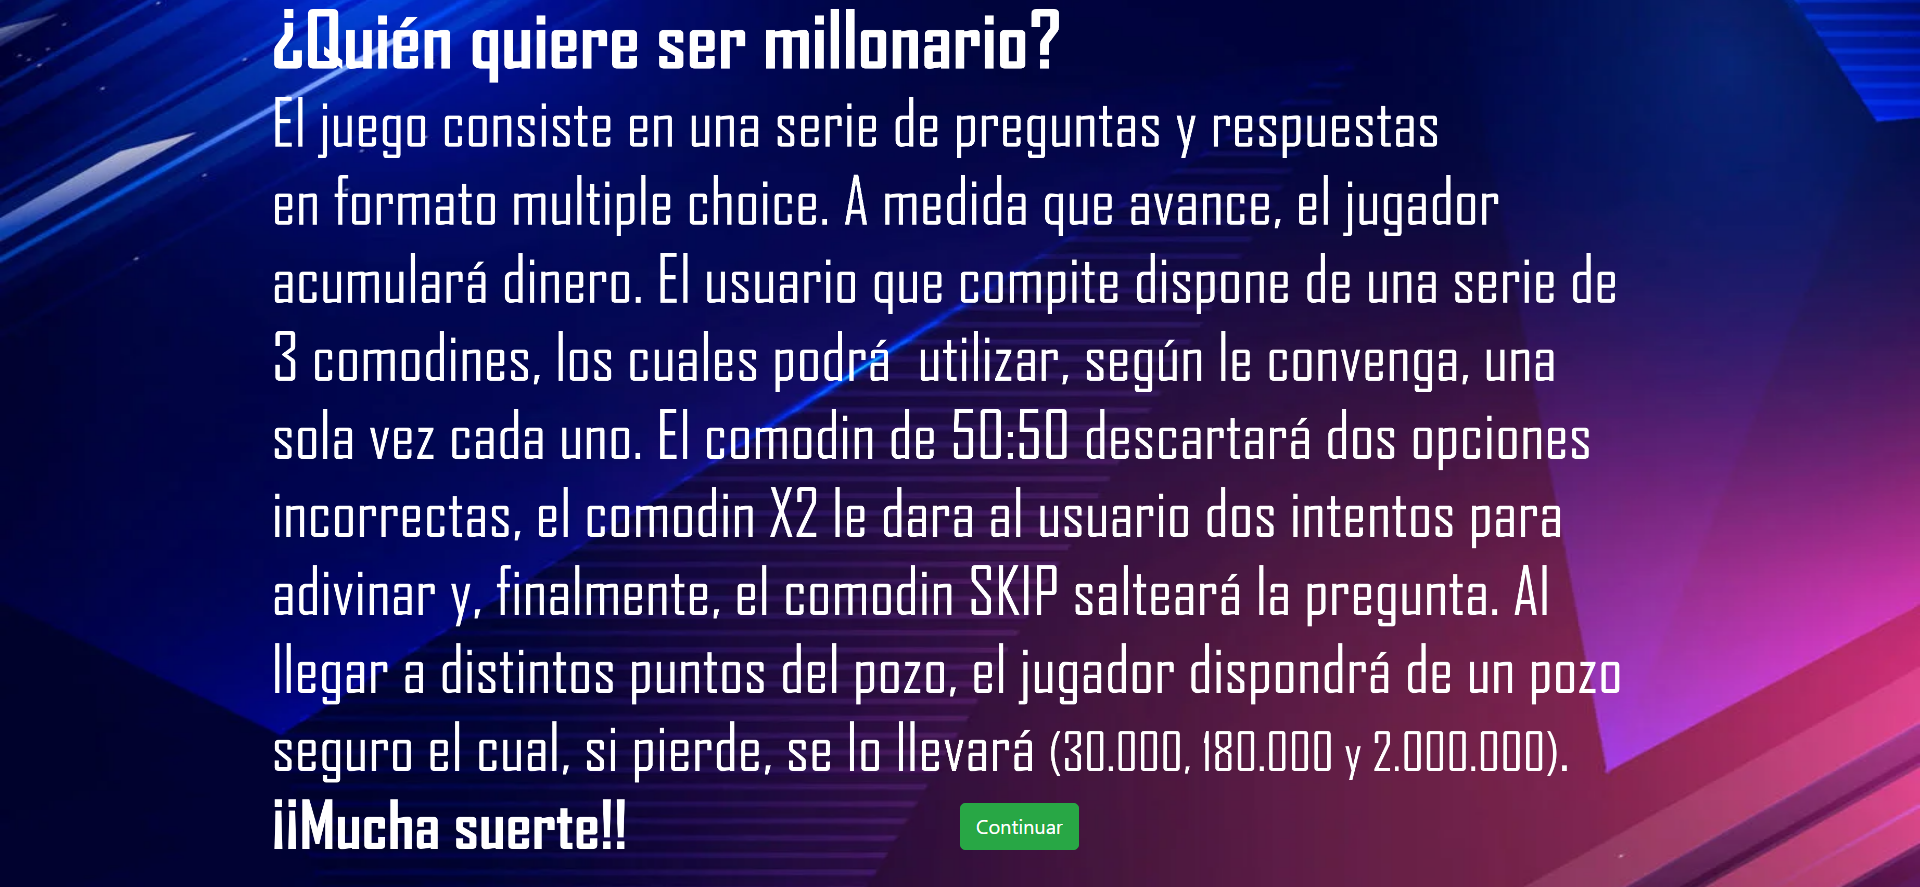 ¿Quién quiere ser millonario?
El juego consiste en una serie de preguntas y respuestas
en formato multiple choice. A medida que avance, el jugador
acumulará dinero. El usuario que compite dispone de una serie de
3 comodines, los cuales podrá  utilizar, según le convenga, una
sola vez cada uno. El comodin de 50:50 descartará dos opciones
incorrectas, el comodin X2 le dara al usuario dos intentos para
adivinar y, finalmente, el comodin SKIP salteará la pregunta. Al
llegar a distintos puntos del pozo, el jugador dispondrá de un pozo
seguro el cual, si pierde, se lo llevará (30.000, 180.000 y 2.000.000).
¡¡Mucha suerte!!
Continuar